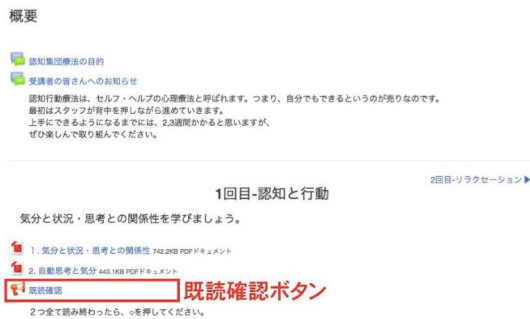 概要
認知集団療法の目的
受講者の皆さんへのお知らせ
認知行動療法は、セルフ・ヘルプの心理療法と呼ばれます。つまり、自分でもできるというのが売りなのです。
最初はスタッフが背中を押しながら進めていきます。
上手にできるようになるまでには、2,3週間かかると思いますが、
ぜひ楽しんで取り組んでください。
2回目-リラクセーション▶
1回目-認知と行動
気分と状況・思考との関係性を学びましょう。
1. 気分と状況・思考との関係性 742.2KB PDFドキュメント
2. 自動思考と気分 443.1KB PDFドキュメント
既読確認
既読確認ボタン
2つ全て読み終わったら、○を押してください。